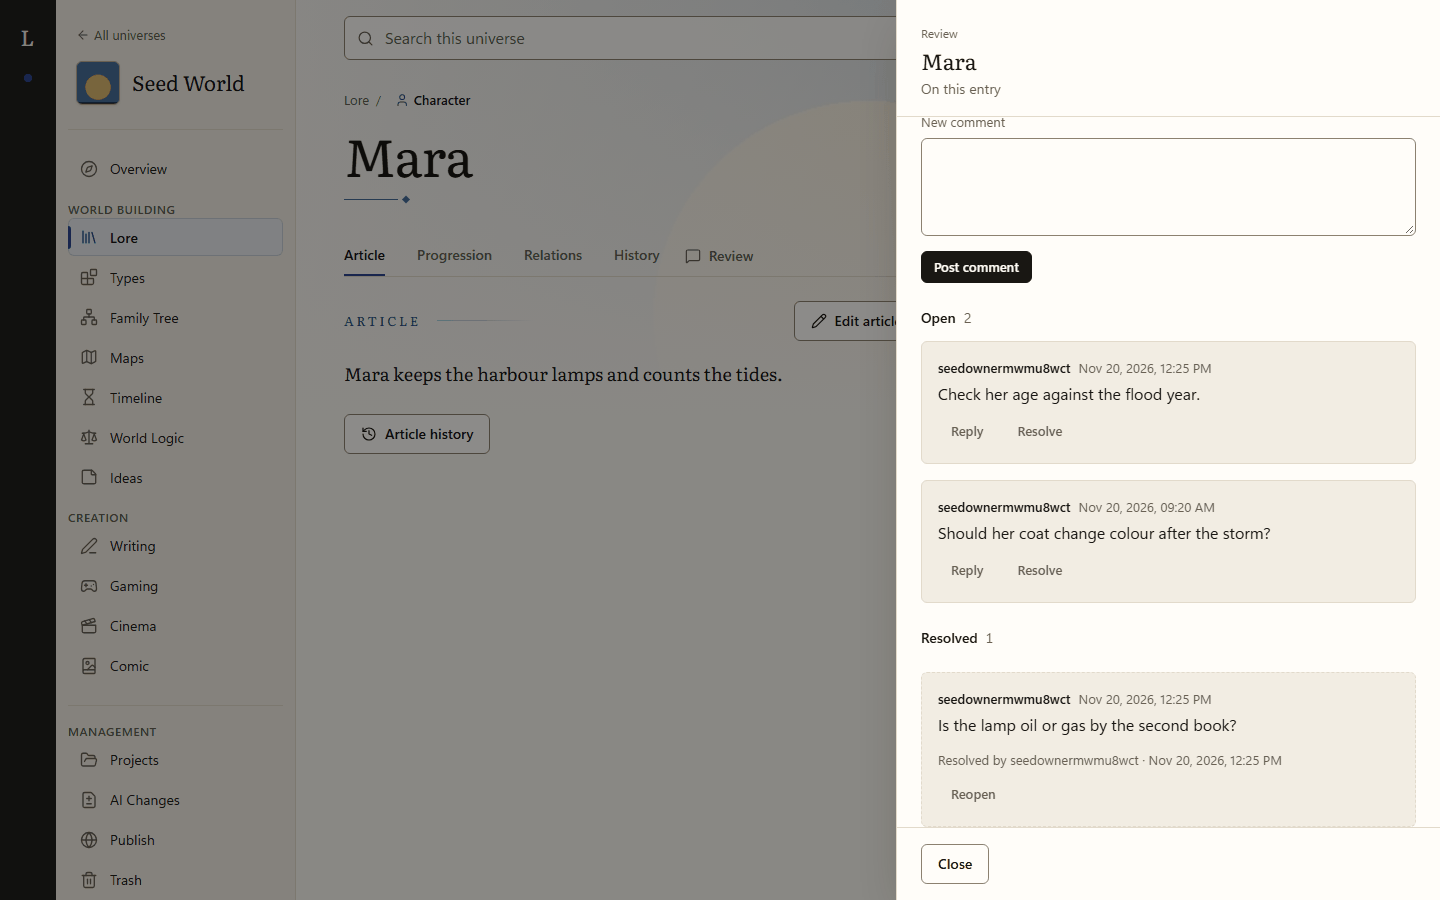 L
All universes
Seed World
Overview
WORLD BUILDING
Lore
Types
Family Tree
Maps
Timeline
World Logic
Ideas
CREATION
Writing
Gaming
Cinema
Comic
MANAGEMENT
Projects
AI Changes
Publish
Trash
Search this universe
Lore / Character
Mara
Article Progression Relations History Review
ARTICLE
Edit article
Mara keeps the harbour lamps and counts the tides.
Article history
Review
Mara
On this entry
New comment
Post comment
Open 2
seedownermwmu8wct Nov 20, 2026, 12:25 PM
Check her age against the flood year.
Reply Resolve
seedownermwmu8wct Nov 20, 2026, 09:20 AM
Should her coat change colour after the storm?
Reply Resolve
Resolved 1
seedownermwmu8wct Nov 20, 2026, 12:25 PM
Is the lamp oil or gas by the second book?
Resolved by seedownermwmu8wct · Nov 20, 2026, 12:25 PM
Reopen
Close